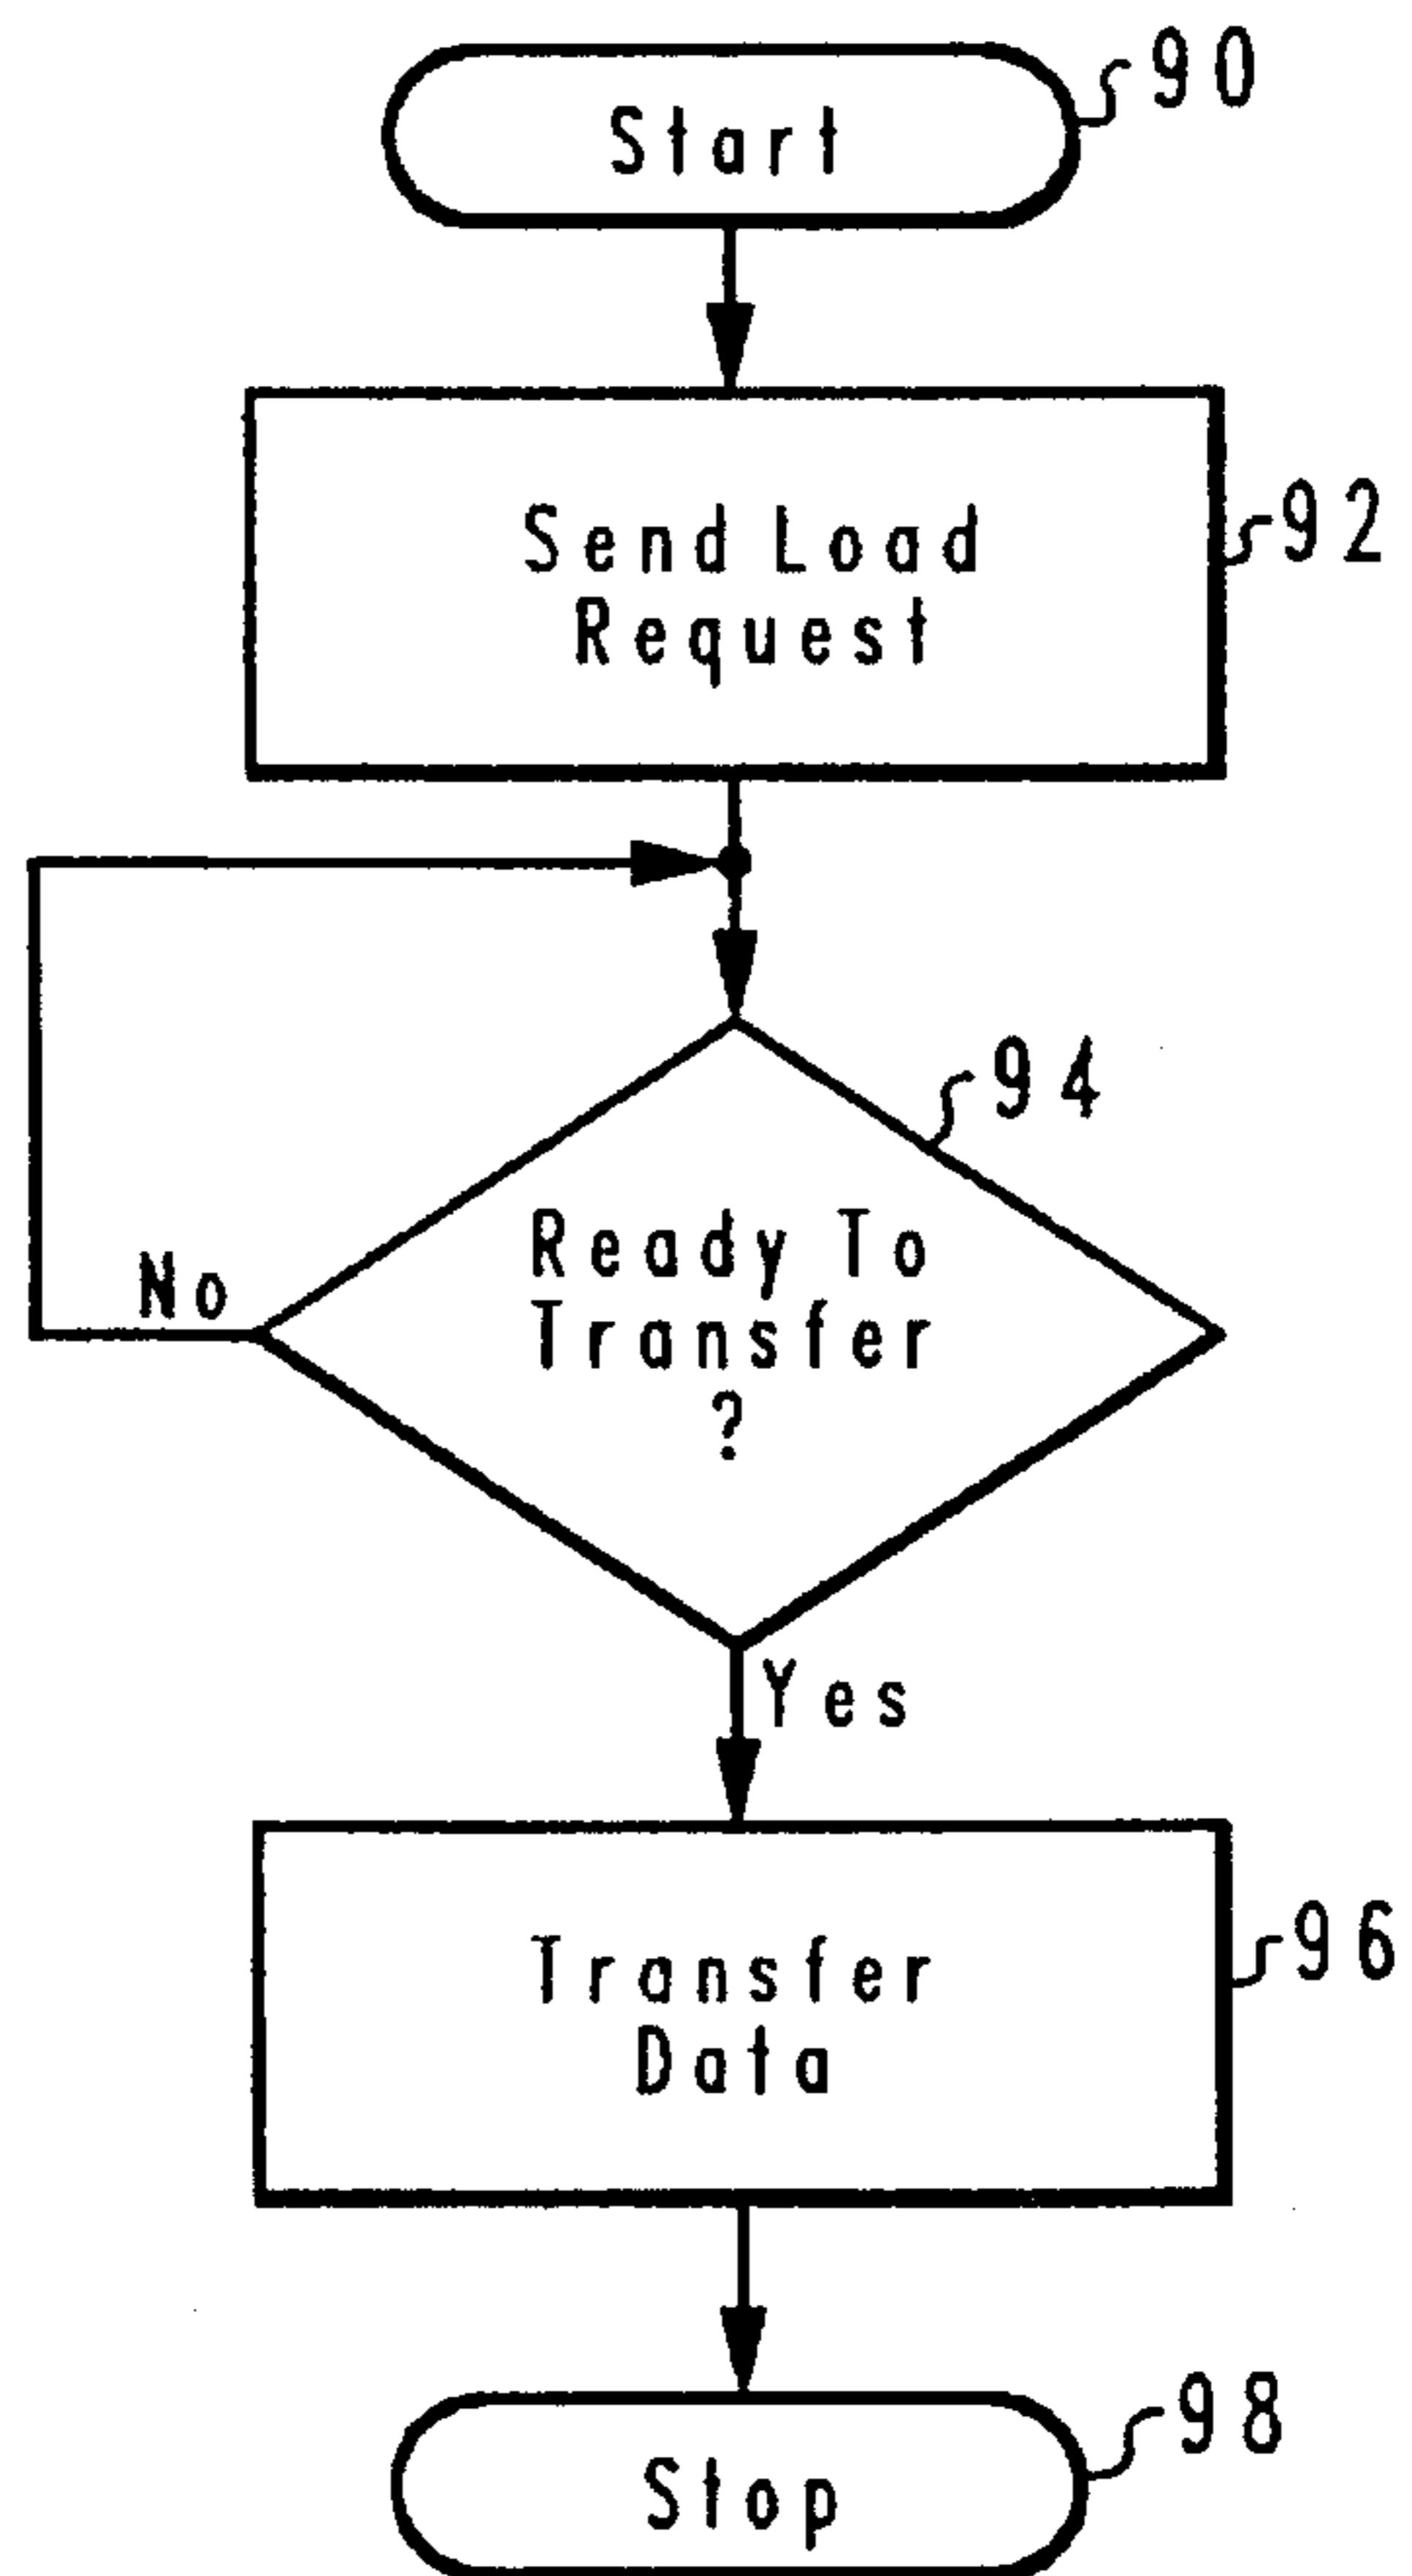 Start
90
Send Load
Request
92
94
Ready To
Transfer
?
No
Yes
Transfer
Data
96
Stop
98